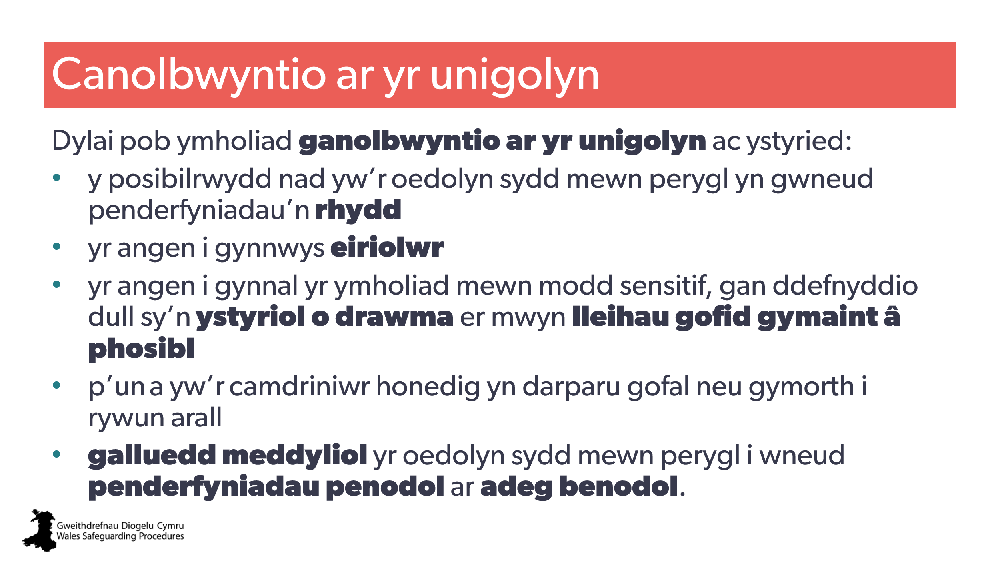 Canolbwyntio ar yr unigolyn
Dylai pob ymholiad ganolbwyntio ar yr unigolyn ac ystyried:
• y posibilrwydd nad yw'r oedolyn sydd mewn perygl yn gwneud
penderfyniadau'n rhydd
• yr angen i gynnwys eiriolwr
• yr angen i gynnal yr ymholiad mewn modd sensitif, gan ddefnyddio
dull sy'n ystyriol o drawma er mwyn lleihau gofid gymaint â
phosibl
• p'un a yw'r camdriniwr honedig yn darparu gofal neu gymorth i
rywun arall
• galluedd meddyliol yr oedolyn sydd mewn perygl i wneud
penderfyniadau penodol ar adeg benodol.
Gweithdrefnau Diogelu Cymru
Wales Safeguarding Procedures